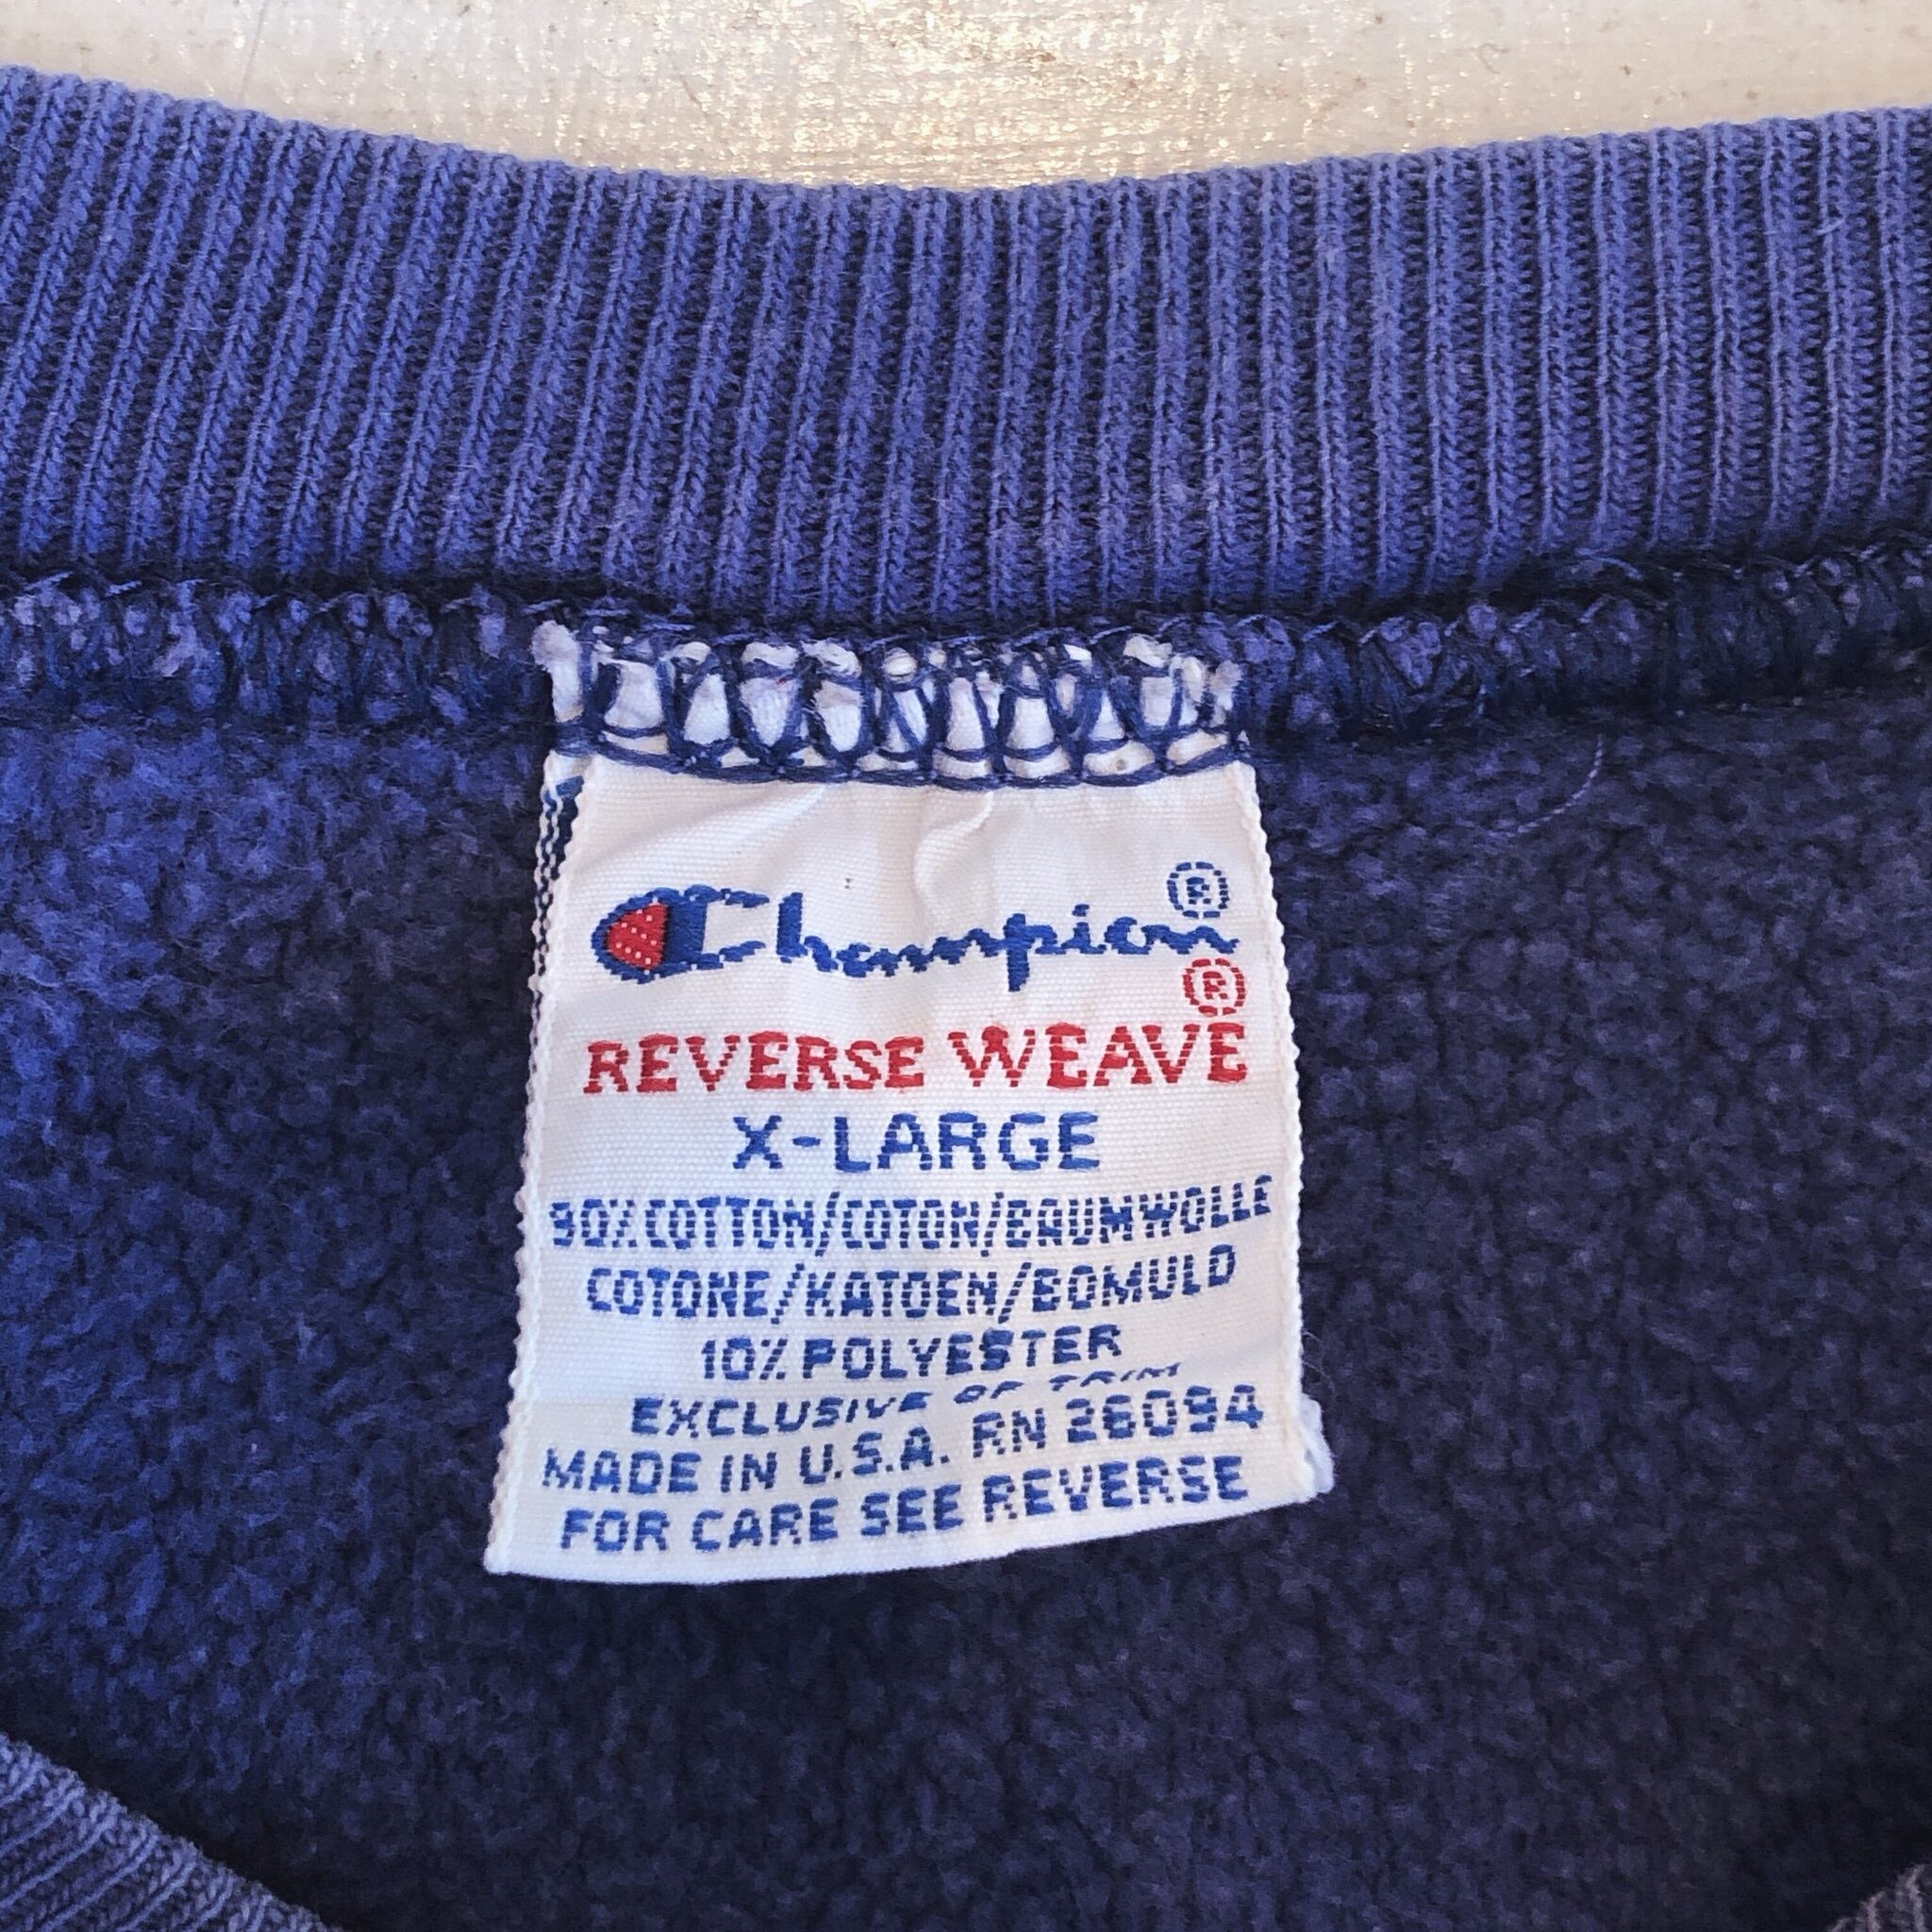 Champion®
®
REVERSE WEAVE
X-LARGE
90% COTTON/COTON/BAUMWOLLE
COTONE/KATOEN/BOMULD
10% POLYESTER
EXCLUSIVE OF TRIM
MADE IN U.S.A. RN 26094
FOR CARE SEE REVERSE